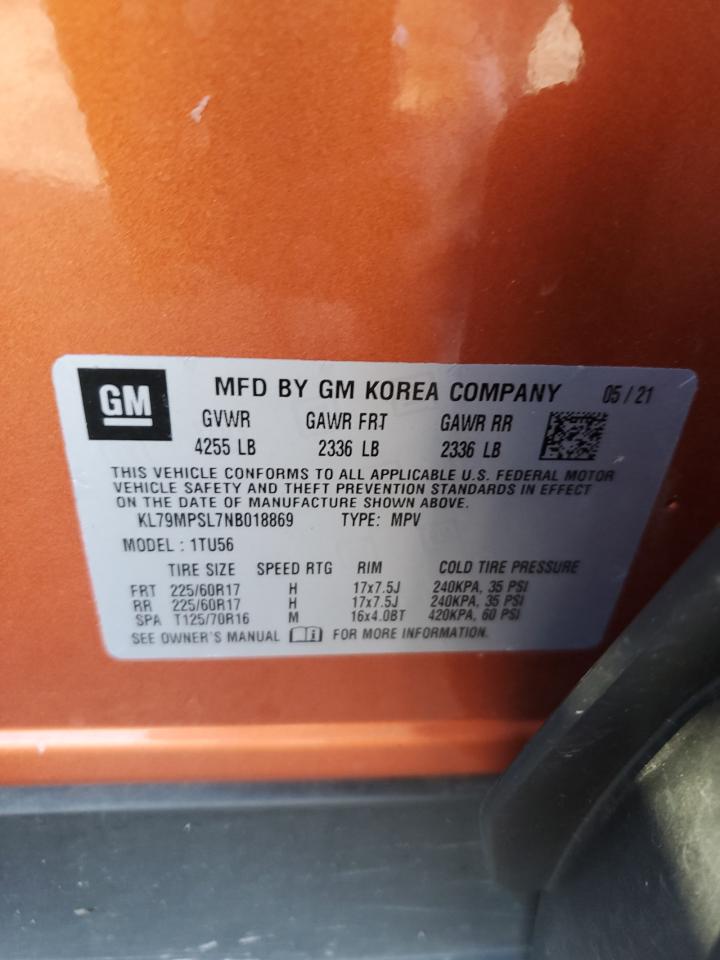 GM MFD BY GM KOREA COMPANY 05/21
GVWR GAWR FRT GAWR RR
4255 LB 2336 LB 2336 LB
THIS VEHICLE CONFORMS TO ALL APPLICABLE U.S. FEDERAL MOTOR
VEHICLE SAFETY AND THEFT PREVENTION STANDARDS IN EFFECT
ON THE DATE OF MANUFACTURE SHOWN ABOVE.
KL79MPSL7NB018869 TYPE: MPV
MODEL : 1TU56
TIRE SIZE SPEED RTG RIM COLD TIRE PRESSURE
FRT 225/60R17 H 17x7.5J 240KPA, 35 PSI
RR 225/60R17 H 17x7.5J 240KPA, 35 PSI
SPA T125/70R16 M 16x4.0BT 420KPA, 60 PSI
SEE OWNER'S MANUAL FOR MORE INFORMATION.